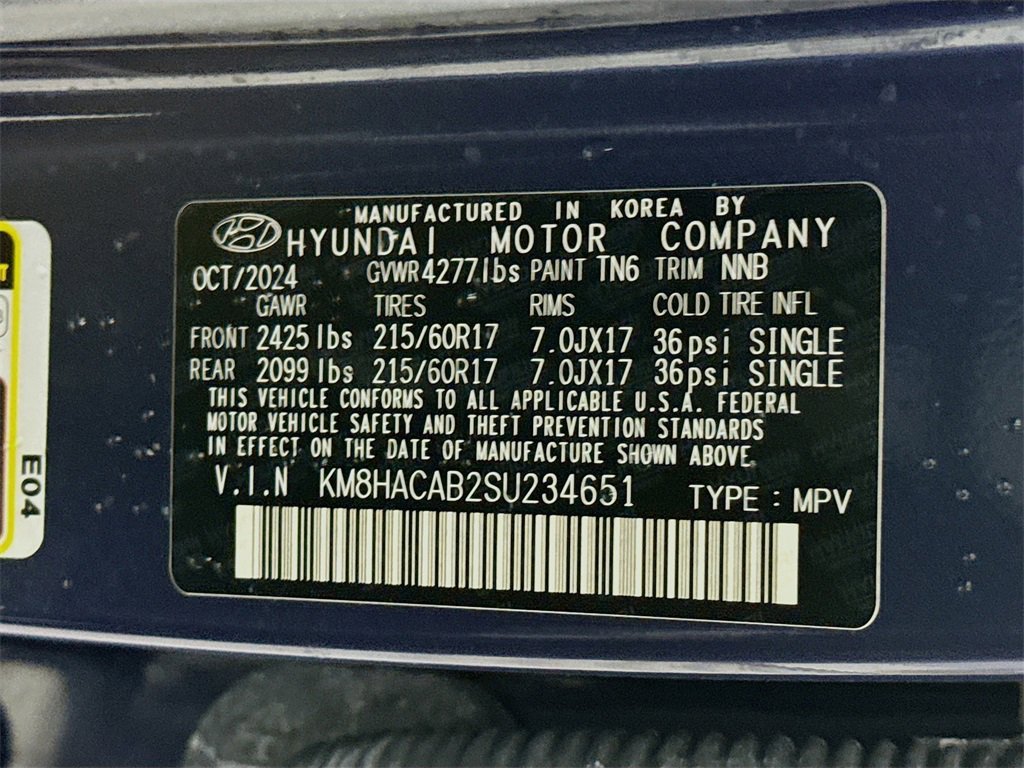 MANUFACTURED IN KOREA BY
HYUNDAI MOTOR COMPANY
OCT/2024 GVWR 4277lbs PAINT TN6 TRIM NNB
GAWR TIRES RIMS COLD TIRE INFL
FRONT 2425 lbs 215/60R17 7.0JX17 36psi SINGLE
REAR 2099 lbs 215/60R17 7.0JX17 36psi SINGLE
THIS VEHICLE CONFORMS TO ALL APPLICABLE U.S.A. FEDERAL
MOTOR VEHICLE SAFETY AND THEFT PREVENTION STANDARDS
IN EFFECT ON THE DATE OF MANUFACTURE SHOWN ABOVE.
V.I.N KM8HACAB2SU234651 TYPE : MPV
E04